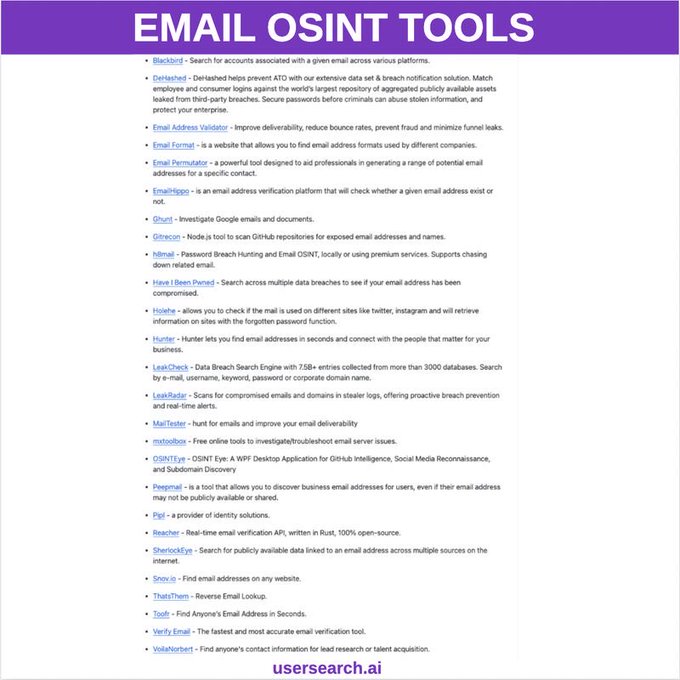 EMAIL OSINT TOOLS
• Blackbird - Search for accounts associated with a given email across various platforms.
• DeHashed - DeHashed helps prevent ATO with our extensive data set & breach notification solution. Match
employee and consumer logins against the world's largest repository of aggregated publicly available assets
leaked from third-party breaches. Secure passwords before criminals can abuse stolen information, and
protect your enterprise.
• Email Address Validator - Improve deliverability, reduce bounce rates, prevent fraud and minimize funnel leaks.
• Email Format - is a website that allows you to find email address formats used by different companies.
• Email Permutator - a powerful tool designed to aid professionals in generating a range of potential email
addresses for a specific contact.
• EmailHippo - is an email address verification platform that will check whether a given email address exist or
not.
• Ghunt - Investigate Google emails and documents.
• Gitrecon - Node.js tool to scan GitHub repositories for exposed email addresses and names.
• h8mail - Password Breach Hunting and Email OSINT, locally or using premium services. Supports chasing
down related email.
• Have I Been Pwned - Search across multiple data breaches to see if your email address has been
compromised.
• Holehe - allows you to check if the mail is used on different sites like twitter, instagram and will retrieve
information on sites with the forgotten password function.
• Hunter - Hunter lets you find email addresses in seconds and connect with the people that matter for your
business.
• LeakCheck - Data Breach Search Engine with 7.5B+ entries collected from more than 3000 databases. Search
by e-mail, username, keyword, password or corporate domain name.
• LeakRadar - Scans for compromised emails and domains in stealer logs, offering proactive breach prevention
and real-time alerts.
• MailTester - hunt for emails and improve your email deliverability
• mxtoolbox - Free online tools to investigate/troubleshoot email server issues.
• OSINTEye - OSINT Eye: A WPF Desktop Application for GitHub Intelligence, Social Media Reconnaissance,
and Subdomain Discovery
• Peepmail - is a tool that allows you to discover business email addresses for users, even if their email address
may not be publicly available or shared.
• Pipl - a provider of identity solutions.
• Reacher - Real-time email verification API, written in Rust, 100% open-source.
• SherlockEye - Search for publicly available data linked to an email address across multiple sources on the
internet.
• Snov.io - Find email addresses on any website.
• ThatsThem - Reverse Email Lookup.
• Toofr - Find Anyone's Email Address in Seconds.
• Verify Email - The fastest and most accurate email verification tool.
• VoilaNorbert - Find anyone's contact information for lead research or talent acquisition.
usersearch.ai